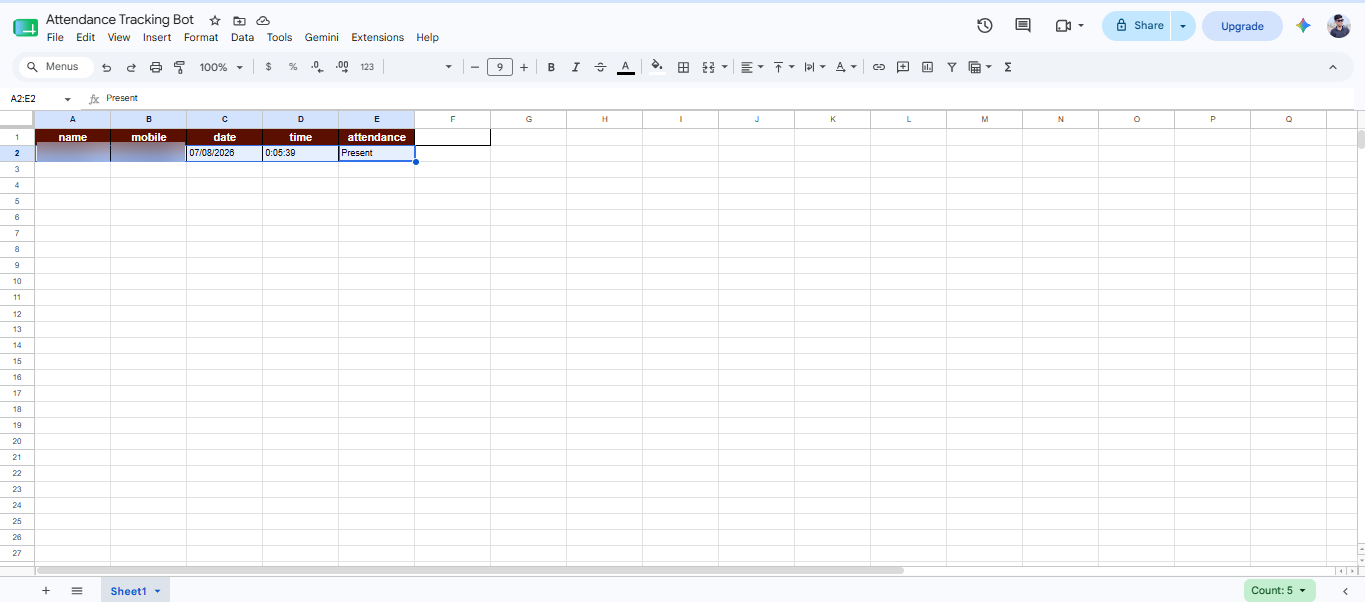 Attendance Tracking Bot
File Edit View Insert Format Data Tools Gemini Extensions Help
Share
Upgrade
Menus 100% $ % .0 .00 123 9 B I S A Σ
A2:E2 fx Present
A B C D E F G H I J K L M N O P Q
1 name mobile date time attendance
2 07/08/2026 0:05:39 Present
3
4
5
6
7
8
9
10
11
12
13
14
15
16
17
18
19
20
21
22
23
24
25
26
27
Sheet1
Count: 5